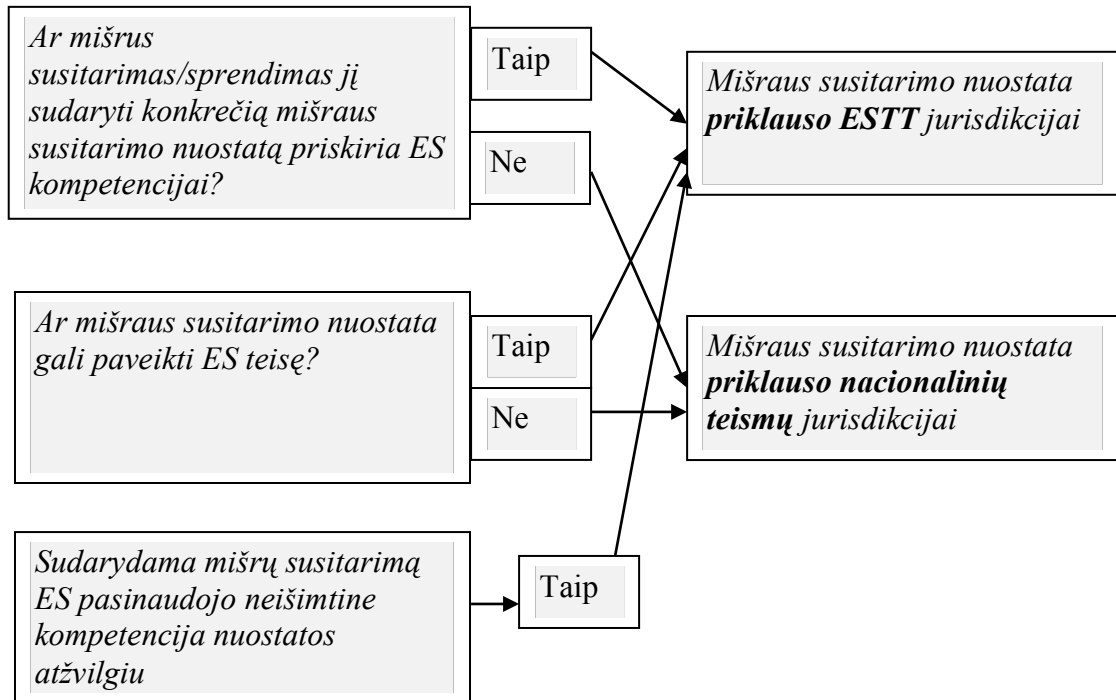 Ar mišrus
susitarimas/sprendimas jį
sudaryti konkrečią mišraus
susitarimo nuostatą priskiria ES
kompetencijai?
Taip
Ne
Mišraus susitarimo nuostata
priklauso ESTT jurisdikcijai
Ar mišraus susitarimo nuostata
gali paveikti ES teisę?
Taip
Ne
Mišraus susitarimo nuostata
priklauso nacionalinių
teismų jurisdikcijai
Sudarydama mišrų susitarimą
ES pasinaudojo neišimtine
kompetencija nuostatos
atžvilgiu
Taip